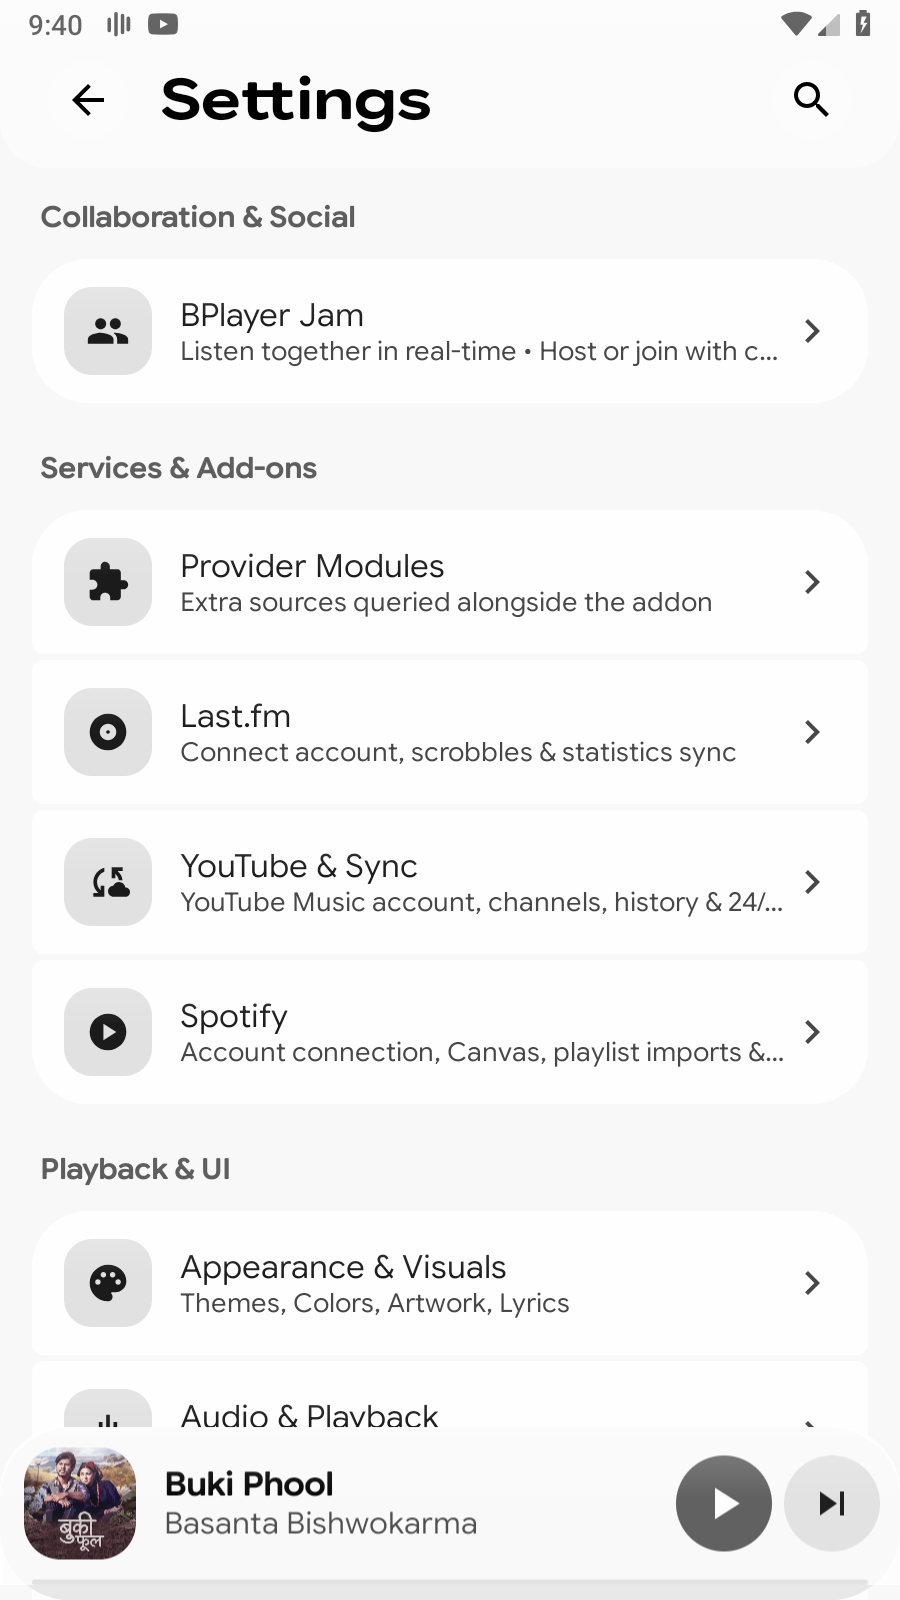 9:40
Settings
Collaboration & Social
BPlayer Jam
Listen together in real-time • Host or join with c...
Services & Add-ons
Provider Modules
Extra sources queried alongside the addon
Last.fm
Connect account, scrobbles & statistics sync
YouTube & Sync
YouTube Music account, channels, history & 24/...
Spotify
Account connection, Canvas, playlist imports &...
Playback & UI
Appearance & Visuals
Themes, Colors, Artwork, Lyrics
Audio & Playback
बुकी
फूल
Buki Phool
Basanta Bishwokarma